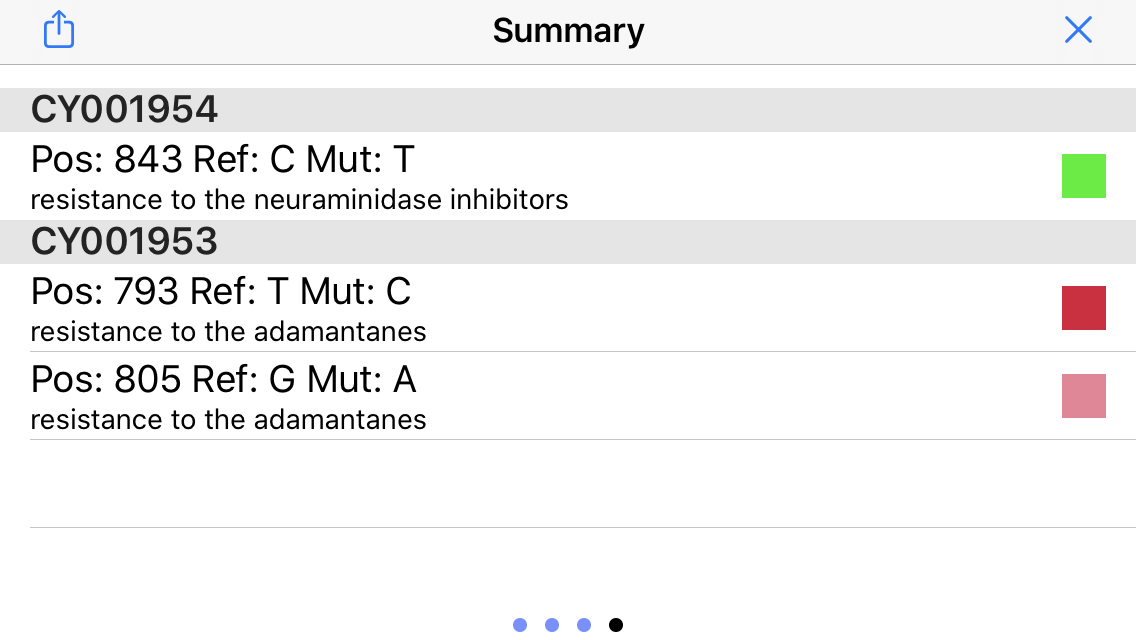 Summary
CY001954
Pos: 843 Ref: C Mut: T
resistance to the neuraminidase inhibitors
CY001953
Pos: 793 Ref: T Mut: C
resistance to the adamantanes
Pos: 805 Ref: G Mut: A
resistance to the adamantanes